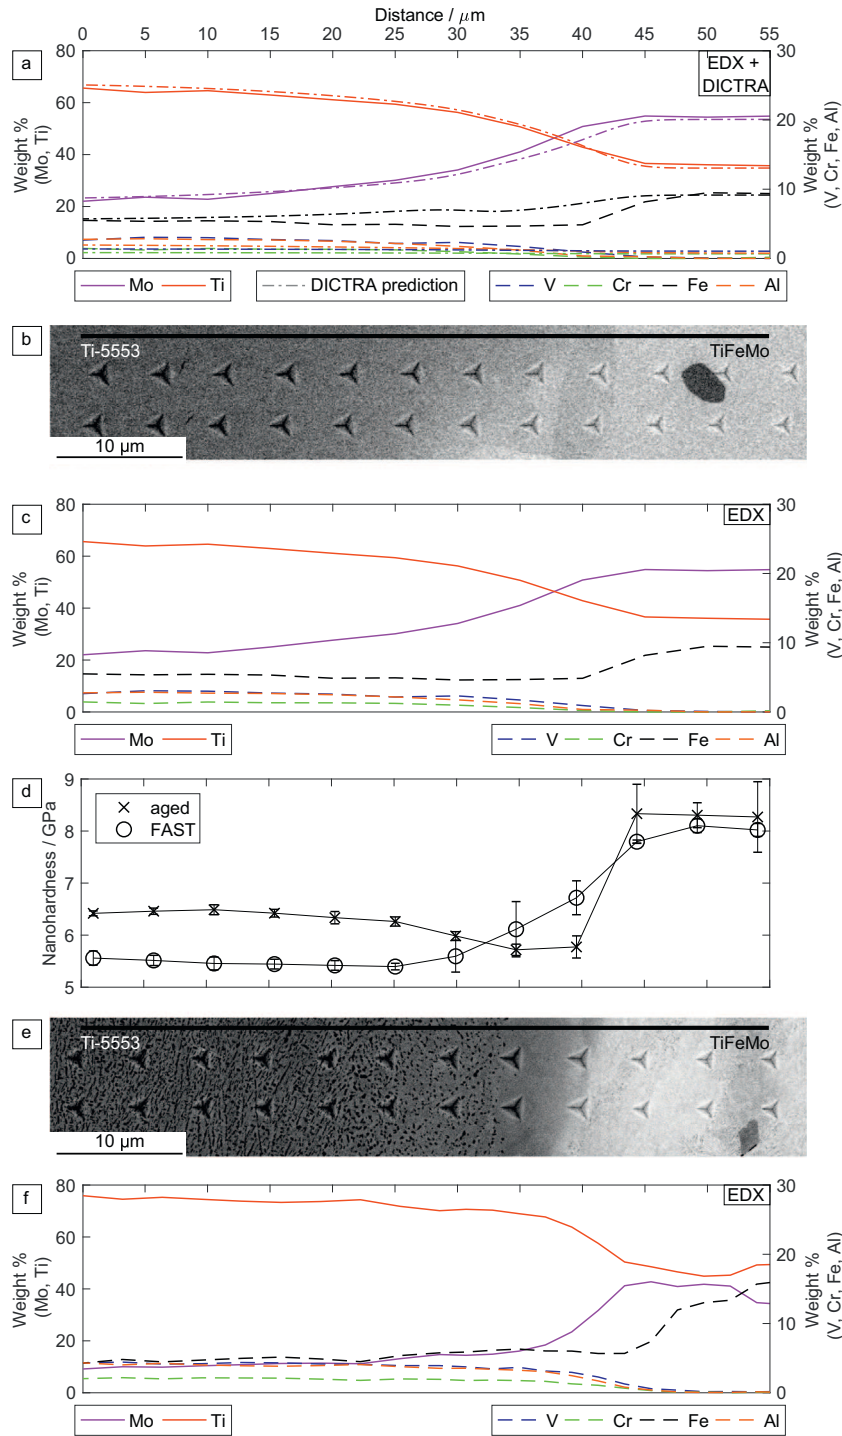 Distance / μm
0 5 10 15 20 25 30 35 40 45 50 55
a
80 60 40 20 0
Weight %
(Mo, Ti)
EDX +
DICTRA
30 20 10 0
Weight %
(V, Cr, Fe, Al)
Mo Ti DICTRA prediction V Cr Fe Al
b
Ti-5553 TiFeMo
10 μm
c
80 60 40 20 0
Weight %
(Mo, Ti)
EDX
30 20 10 0
Weight %
(V, Cr, Fe, Al)
Mo Ti V Cr Fe Al
d
9 8 7 6 5
Nanohardness / GPa
aged
FAST
e
Ti-5553 TiFeMo
10 μm
f
80 60 40 20 0
Weight %
(Mo, Ti)
EDX
30 20 10 0
Weight %
(V, Cr, Fe, Al)
Mo Ti V Cr Fe Al